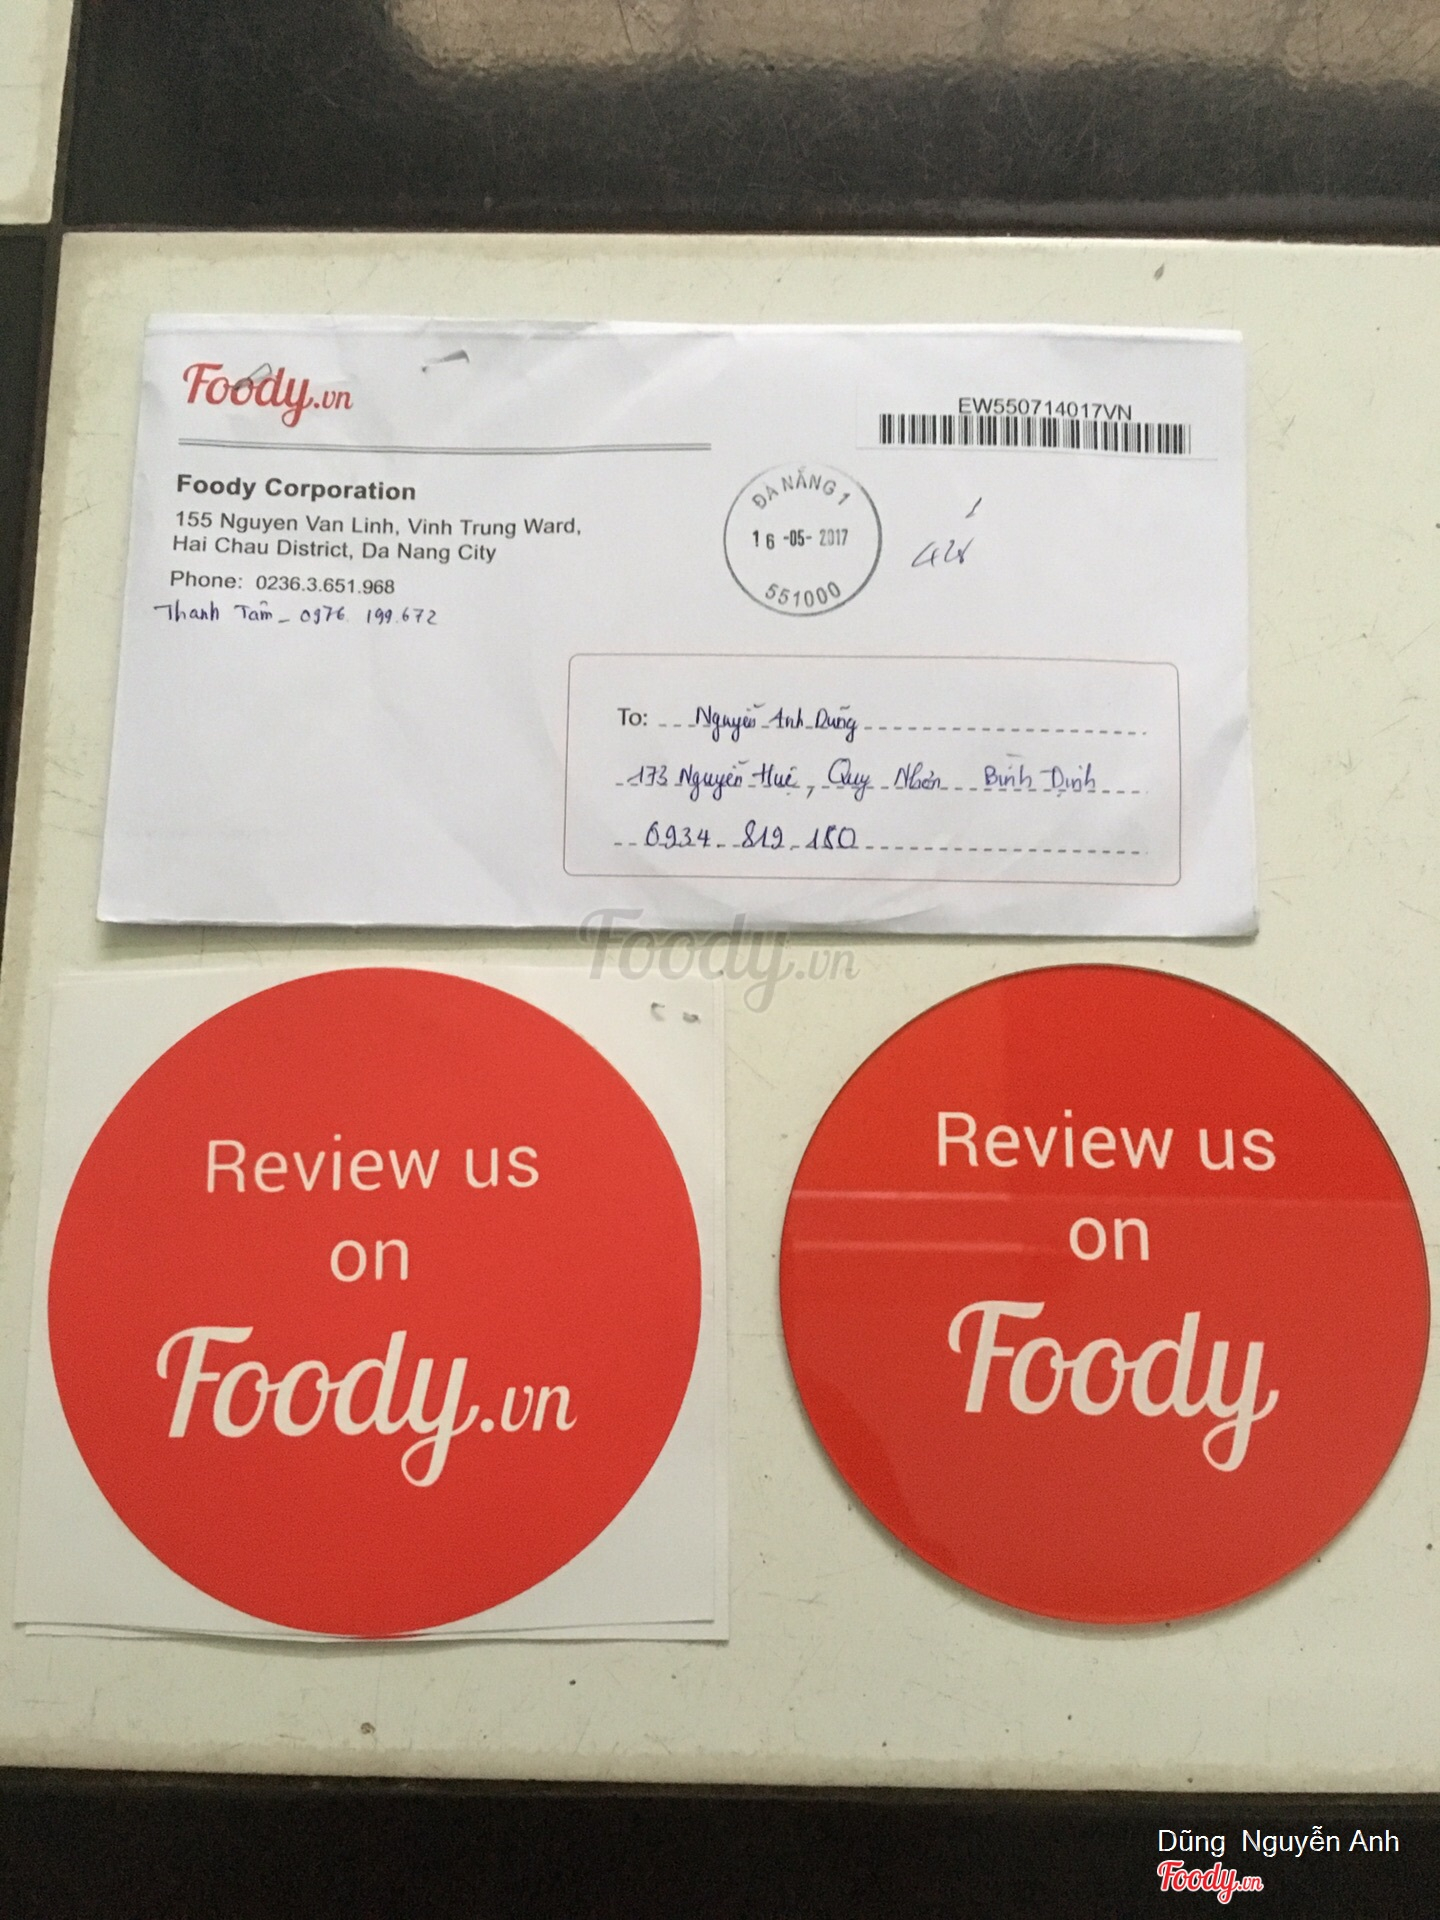 Foody.vn
EW550714017VN
Foody Corporation
155 Nguyen Van Linh, Vinh Trung Ward,
Hai Chau District, Da Nang City
Phone: 0236.3.651.968
Thanh Tâm - 0976 199.672
ĐÀ NẴNG 1
16-05-2017
551000
To: Nguyễn Anh Dũng
173 Nguyễn Huệ, Quy Nhơn Bình Định
0934 819 180
Foody.vn
Review us
on
Foody.vn
Review us
on
Foody
Dũng Nguyễn Anh
Foody.vn